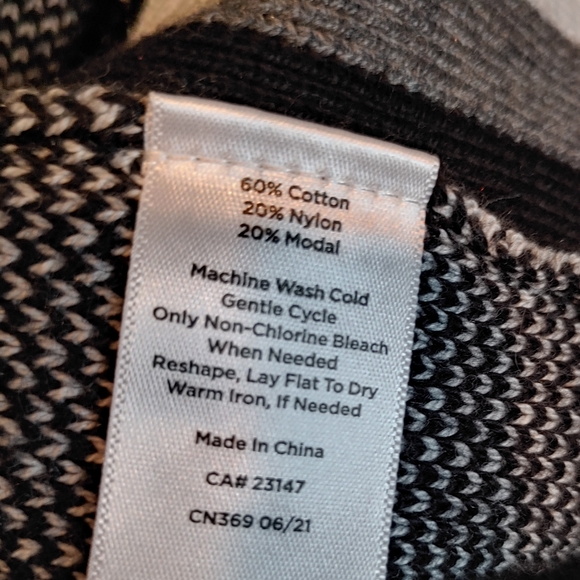 60% Cotton
20% Nylon
20% Modal
Machine Wash Cold
Gentle Cycle
Only Non-Chlorine Bleach
When Needed
Reshape, Lay Flat To Dry
Warm Iron, If Needed
Made In China
CA# 23147
CN369 06/21